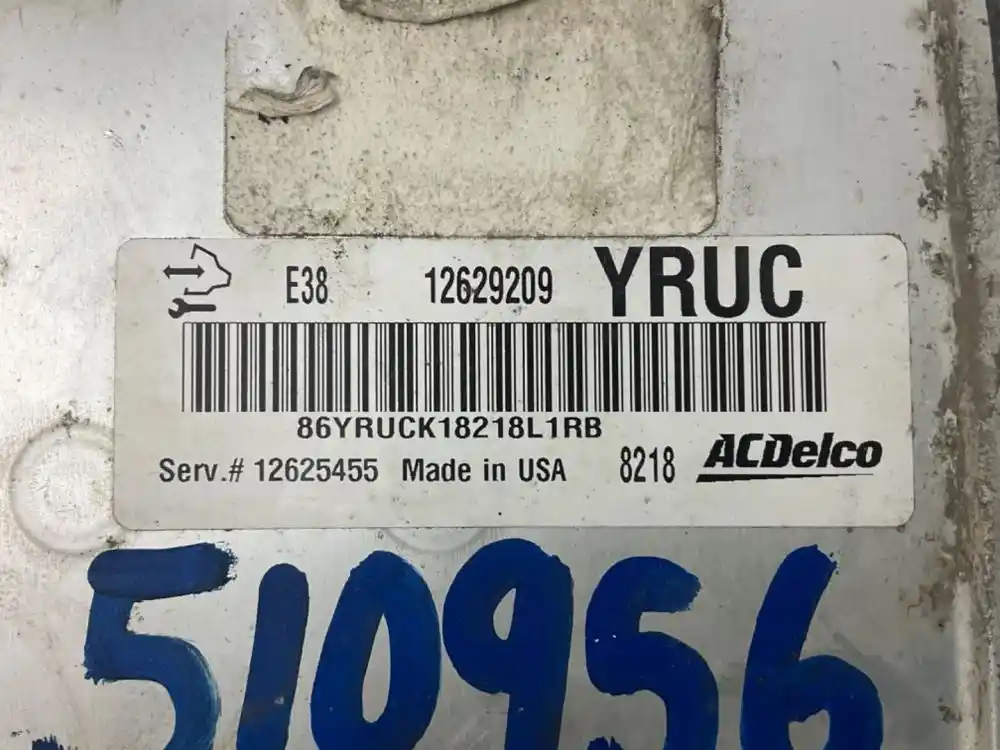 E38 12629209 YRUC
86YRUCK18218L1RB
Serv.# 12625455 Made in USA 8218 ACDelco
510956